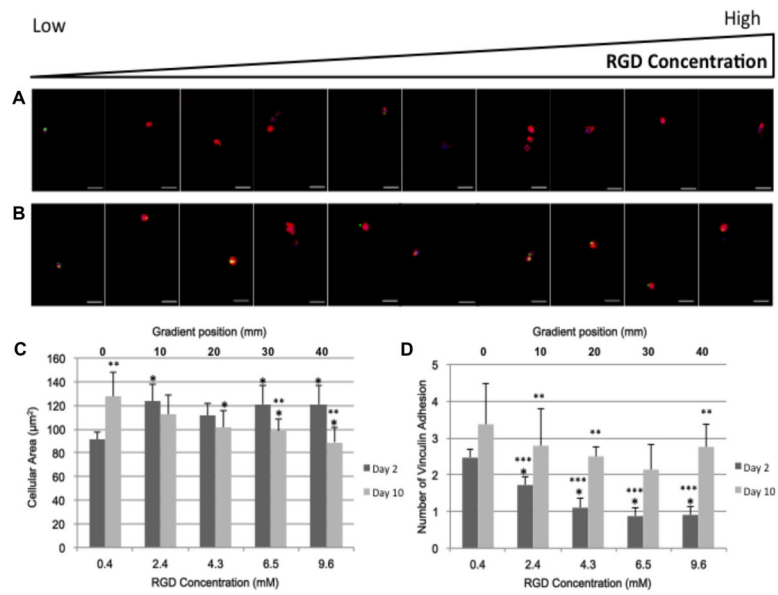 Low
High
RGD Concentration
A
B
C
Gradient position (mm)
0 10 20 30 40
160
140
120
100
80
60
40
20
0
Cellular Area (µm²)
** * * * ** * * ** *
Day 2
Day 10
0.4 2.4 4.3 6.5 9.6
RGD Concentration (mM)
D
Gradient position (mm)
0 10 20 30 40
5
4
3
2
1
0
Number of Vinculin Adhesion
*** * ** *** * ** *** * *** * **
Day 2
Day 10
0.4 2.4 4.3 6.5 9.6
RGD Concentration (mM)